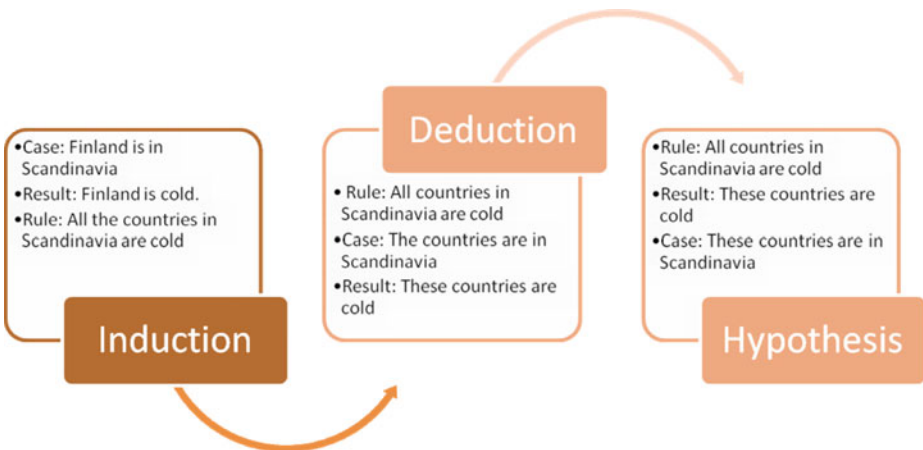 •Case: Finland is in
Scandinavia
•Result: Finland is cold.
•Rule: All the countries in
Scandinavia are cold
Induction
Deduction
• Rule: All countries in
Scandinavia are cold
•Case: The countries are in
Scandinavia
•Result: These countries are
cold
•Rule: All countries in
Scandinavia are cold
•Result: These countries are
cold
•Case: These countries are in
Scandinavia
Hypothesis